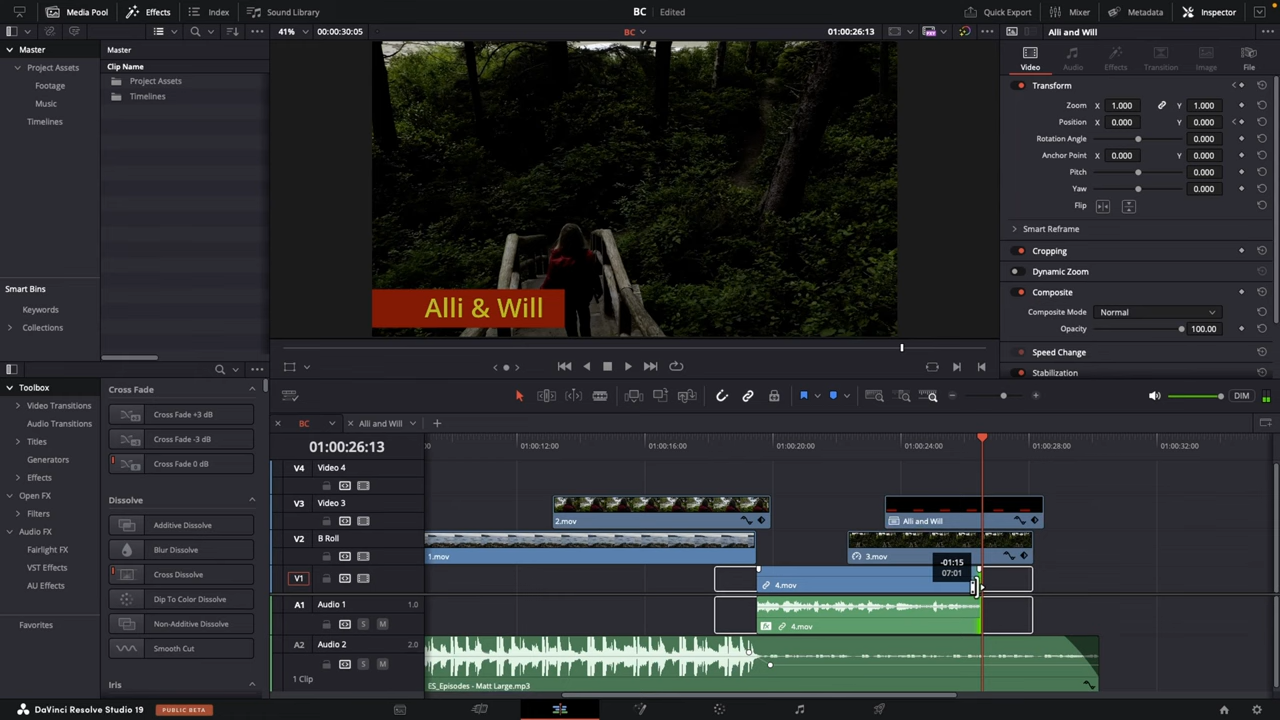 Media Pool
Effects
Index
Sound Library
BC
Edited
Quick Export
Mixer
Metadata
Inspector
41%
00:00:30:05
BC
01:00:26:13
Alli and Will
Master
Project Assets
Footage
Music
Timelines
Master
Clip Name
Project Assets
Timelines
Smart Bins
Keywords
Collections
Alli & Will
Video
Audio
Effects
Transition
Image
File
Transform
Zoom X 1.000 Y 1.000
Position X 0.000 Y 0.000
Rotation Angle 0.000
Anchor Point X 0.000 Y 0.000
Pitch 0.000
Yaw 0.000
Flip
Smart Reframe
Cropping
Dynamic Zoom
Composite
Composite Mode Normal
Opacity 100.00
Speed Change
Stabilization
Toolbox
Video Transitions
Audio Transitions
Titles
Generators
Effects
Open FX
Filters
Audio FX
Fairlight FX
VST Effects
AU Effects
Favorites
Cross Fade
Cross Fade +3 dB
Cross Fade -3 dB
Cross Fade 0 dB
Dissolve
Additive Dissolve
Blur Dissolve
Cross Dissolve
Dip To Color Dissolve
Non-Additive Dissolve
Smooth Cut
Iris
DIM
BC
Alli and Will
01:00:26:13
01:00:12:00
01:00:16:00
01:00:20:00
01:00:24:00
01:00:28:00
01:00:32:00
V4 Video 4
V3 Video 3
2.mov
Alli and Will
V2 B Roll
1.mov
3.mov
V1
-01:15
07:01
4.mov
A1 Audio 1 1.0
S M
4.mov
A2 Audio 2 2.0
S M
1 Clip
ES_Episodes - Matt Large.mp3
DaVinci Resolve Studio 19
PUBLIC BETA